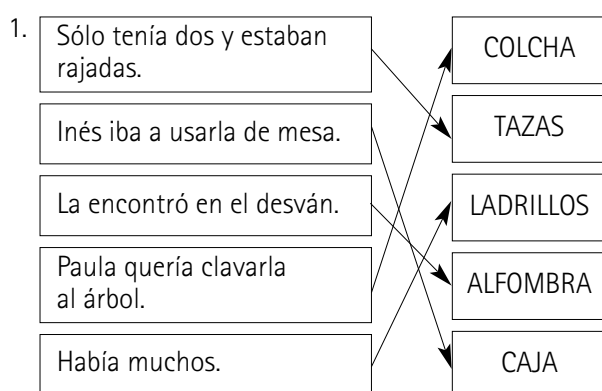 1.
Sólo tenía dos y estaban
rajadas.
Inés iba a usarla de mesa.
La encontró en el desván.
Paula quería clavarla
al árbol.
Había muchos.
COLCHA
TAZAS
LADRILLOS
ALFOMBRA
CAJA